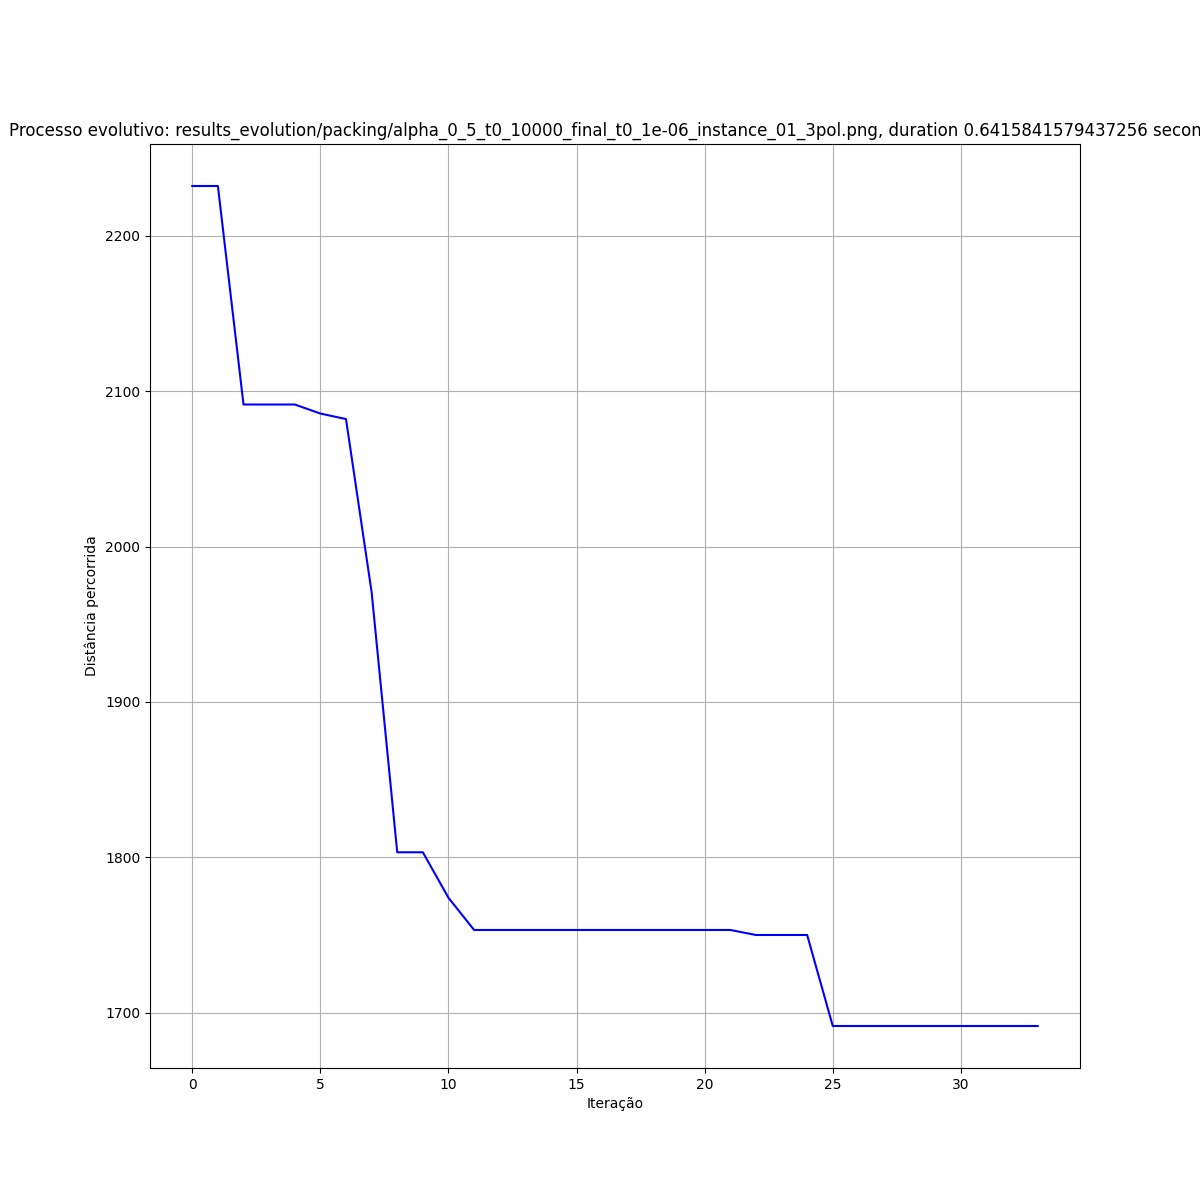 Processo evolutivo: results_evolution/packing/alpha_0_5_t0_10000_final_t0_1e-06_instance_01_3pol.png, duration 0.6415841579437256 secon
2200
2100
2000
1900
1800
1700
Distância percorrida
0 5 10 15 20 25 30
Iteração